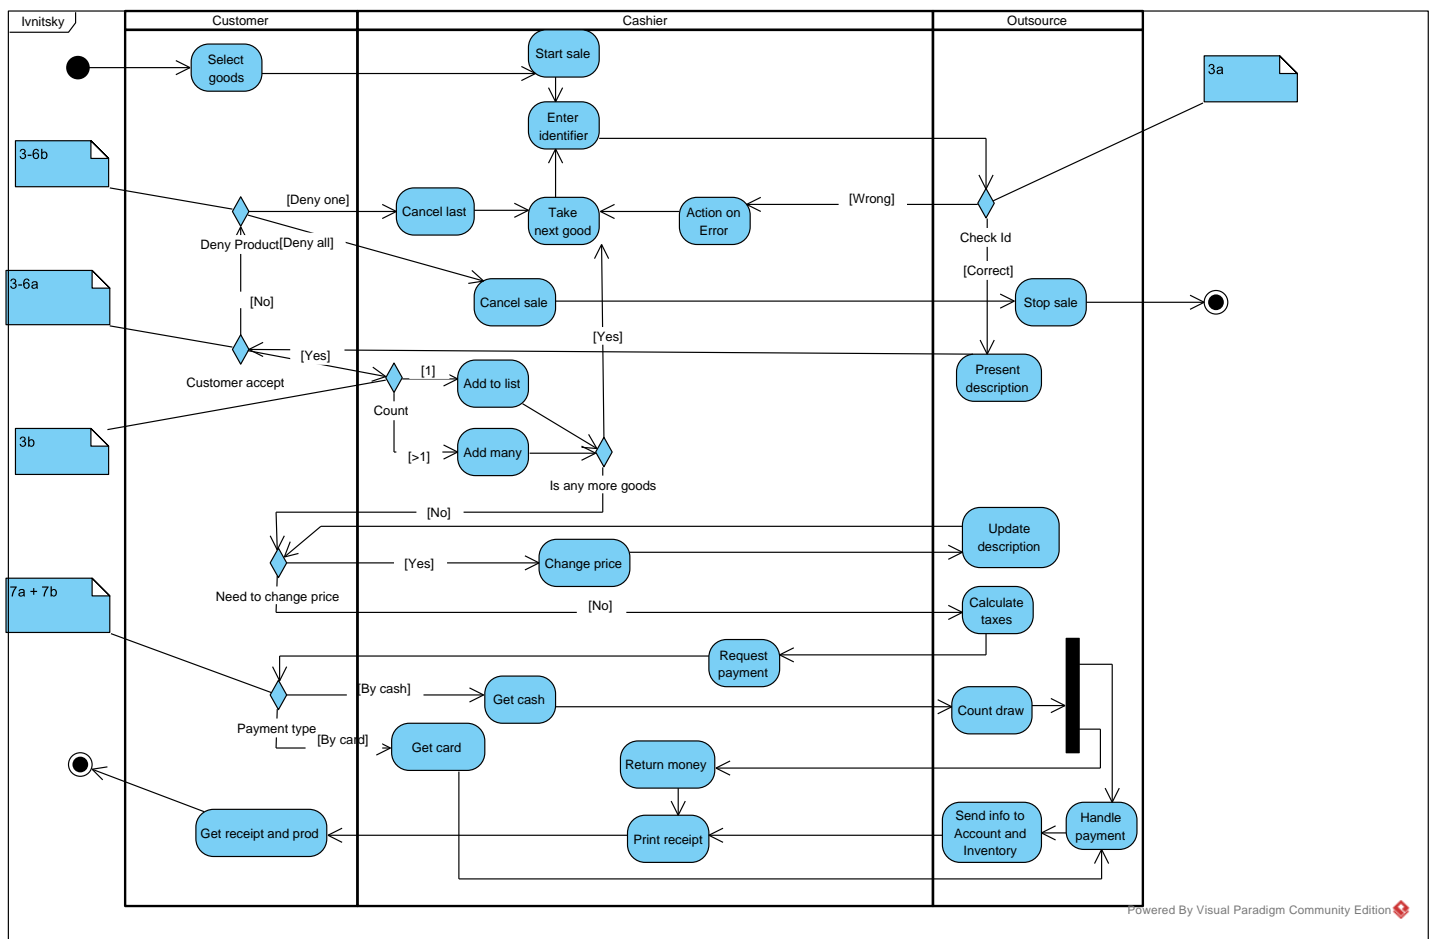 Ivnitsky
Customer
Cashier
Outsource
Select
goods
Start sale
3a
Enter
identifier
3-6b
[Deny one]
Cancel last
Take
next good
Action on
Error
[Wrong]
Check Id
Deny Product
[Deny all]
[Correct]
3-6a
[No]
Cancel sale
Stop sale
[Yes]
[Yes]
Customer accept
[1]
Add to list
Present
description
Count
3b
[>1]
Add many
Is any more goods
[No]
Update
description
[Yes]
Change price
7a + 7b
Need to change price
[No]
Calculate
taxes
Request
payment
[By cash]
Get cash
Count draw
Payment type
[By card]
Get card
Return money
Get receipt and prod
Print receipt
Send info to
Account and
Inventory
Handle
payment
Powered By Visual Paradigm Community Edition